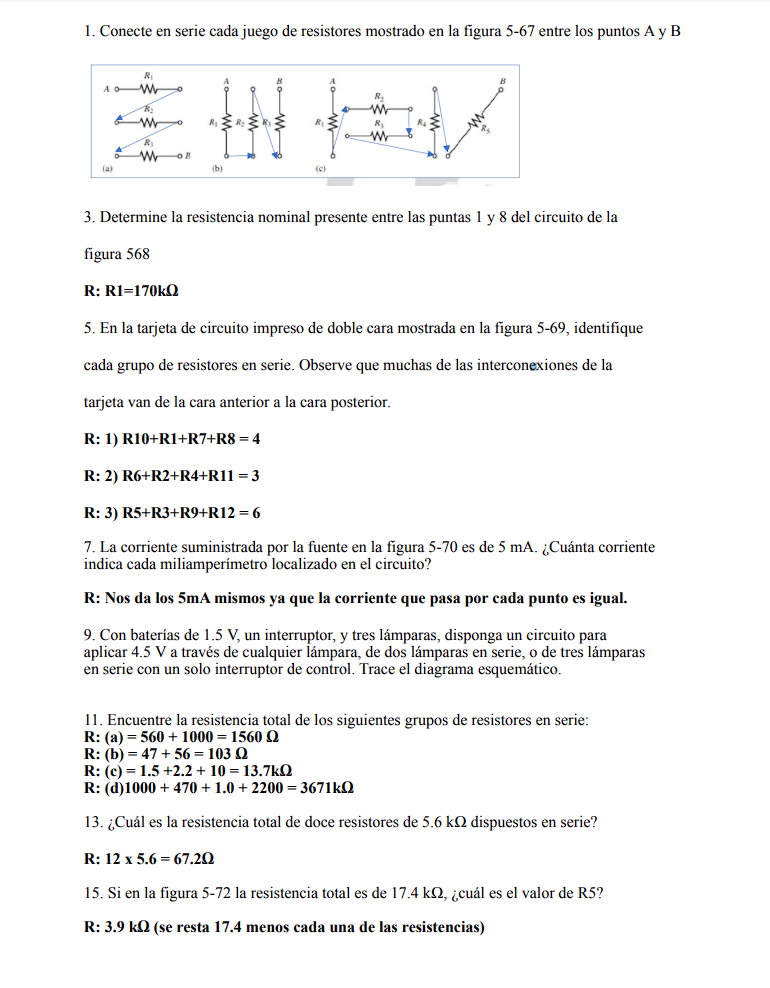 1. Conecte en serie cada juego de resistores mostrado en la figura 5-67 entre los puntos A y B
R1
A
R2
R3
B
(a)
A
B
R1
R2
R3
(b)
A
B
R1
R2
R3
R4
R5
(c)
3. Determine la resistencia nominal presente entre las puntas 1 y 8 del circuito de la
figura 568
R: R1=170kΩ
5. En la tarjeta de circuito impreso de doble cara mostrada en la figura 5-69, identifique
cada grupo de resistores en serie. Observe que muchas de las interconexiones de la
tarjeta van de la cara anterior a la cara posterior.
R: 1) R10+R1+R7+R8 = 4
R: 2) R6+R2+R4+R11 = 3
R: 3) R5+R3+R9+R12 = 6
7. La corriente suministrada por la fuente en la figura 5-70 es de 5 mA. ¿Cuánta corriente
indica cada miliamperímetro localizado en el circuito?
R: Nos da los 5mA mismos ya que la corriente que pasa por cada punto es igual.
9. Con baterías de 1.5 V, un interruptor, y tres lámparas, disponga un circuito para
aplicar 4.5 V a través de cualquier lámpara, de dos lámparas en serie, o de tres lámparas
en serie con un solo interruptor de control. Trace el diagrama esquemático.
11. Encuentre la resistencia total de los siguientes grupos de resistores en serie:
R: (a) = 560 + 1000 = 1560 Ω
R: (b) = 47 + 56 = 103 Ω
R: (c) = 1.5 +2.2 + 10 = 13.7kΩ
R: (d)1000 + 470 + 1.0 + 2200 = 3671kΩ
13. ¿Cuál es la resistencia total de doce resistores de 5.6 kΩ dispuestos en serie?
R: 12 x 5.6 = 67.2Ω
15. Si en la figura 5-72 la resistencia total es de 17.4 kΩ, ¿cuál es el valor de R5?
R: 3.9 kΩ (se resta 17.4 menos cada una de las resistencias)